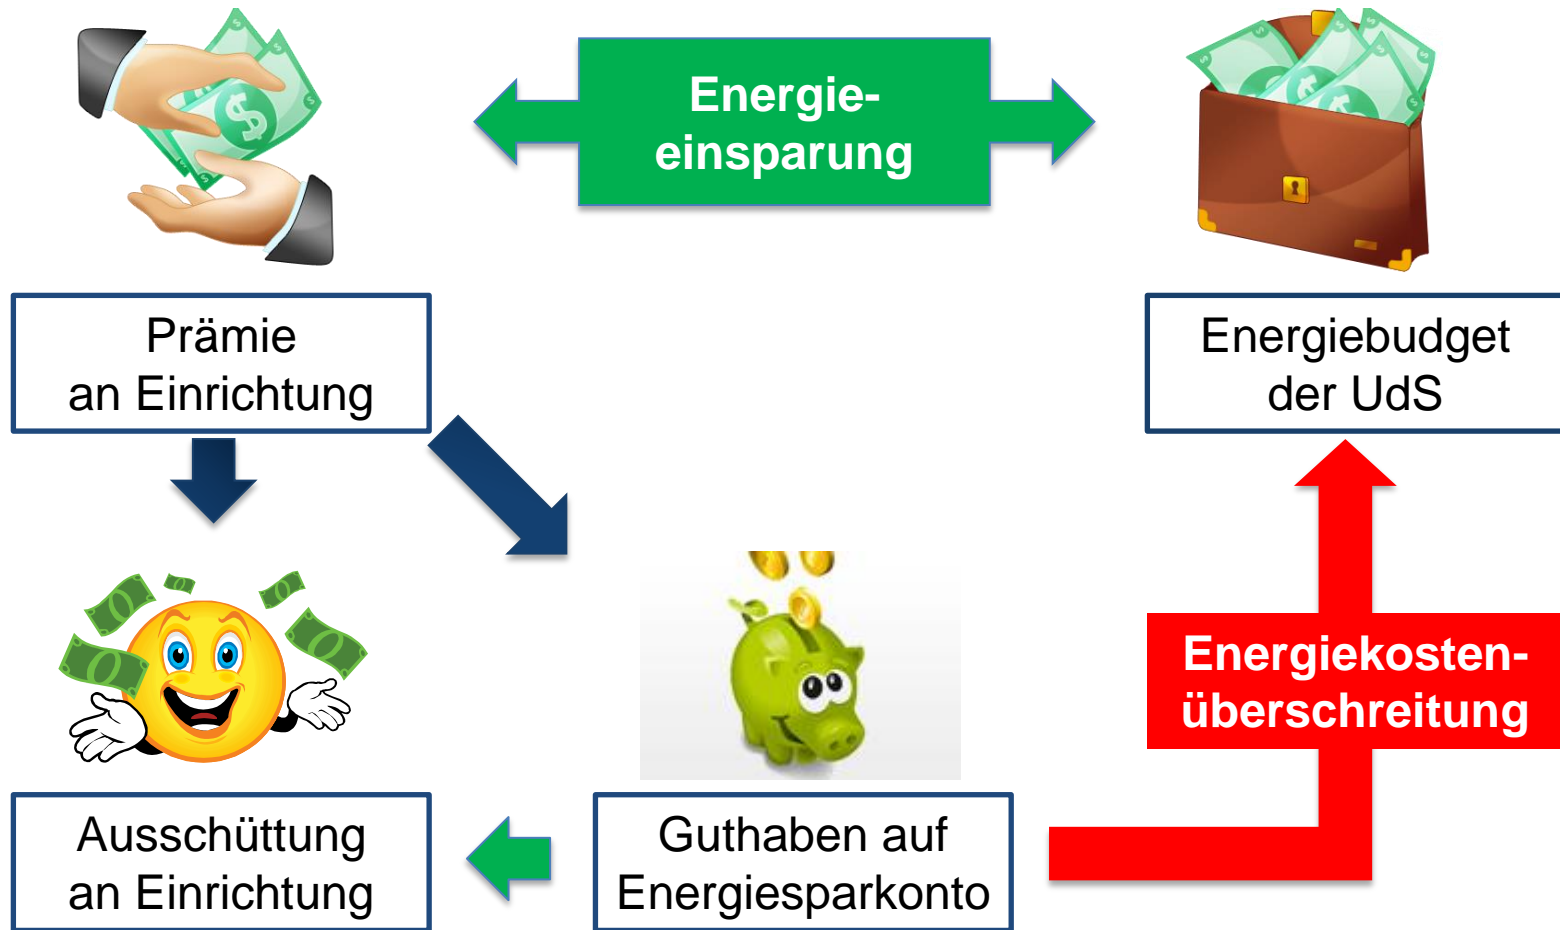 Energie-
einsparung
Prämie
an Einrichtung
Energiebudget
der UdS
Energiekosten-
überschreitung
Ausschüttung
an Einrichtung
Guthaben auf
Energiesparkonto